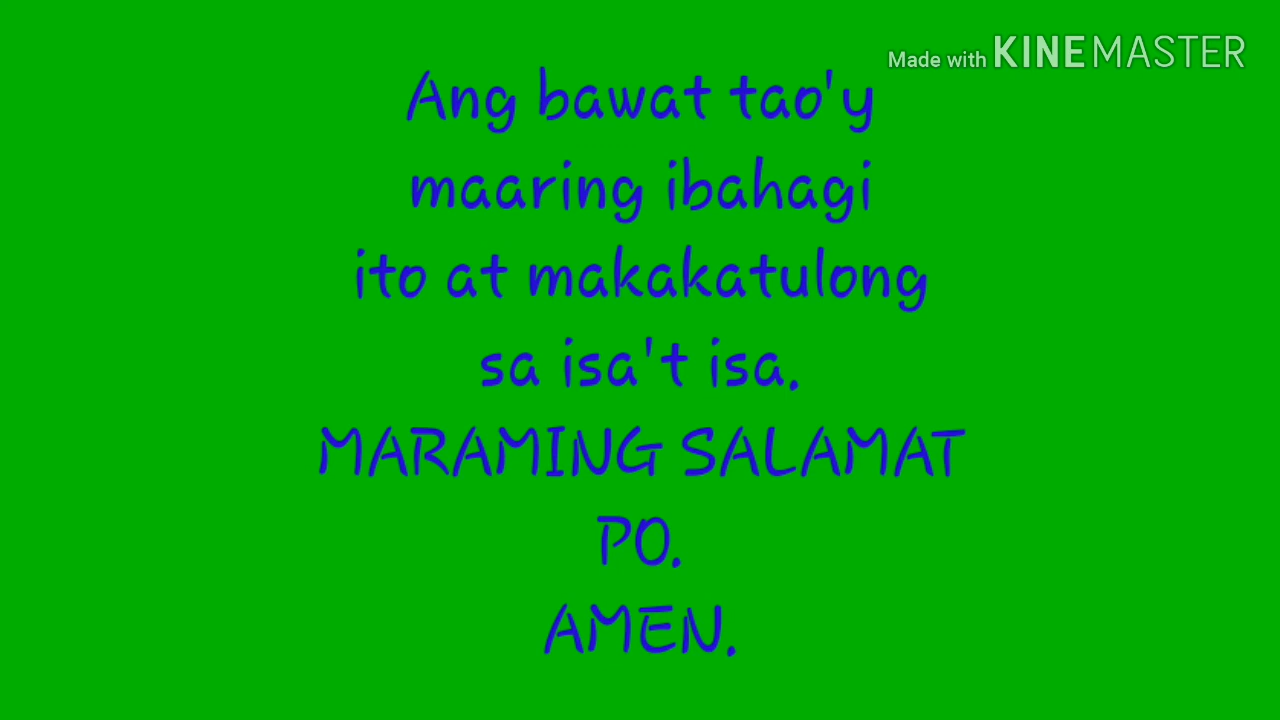 Made with KINEMASTER
Ang bawat tao'y
maaring ibahagi
ito at makakatulong
sa isa't isa.
MARAMING SALAMAT
PO.
AMEN.